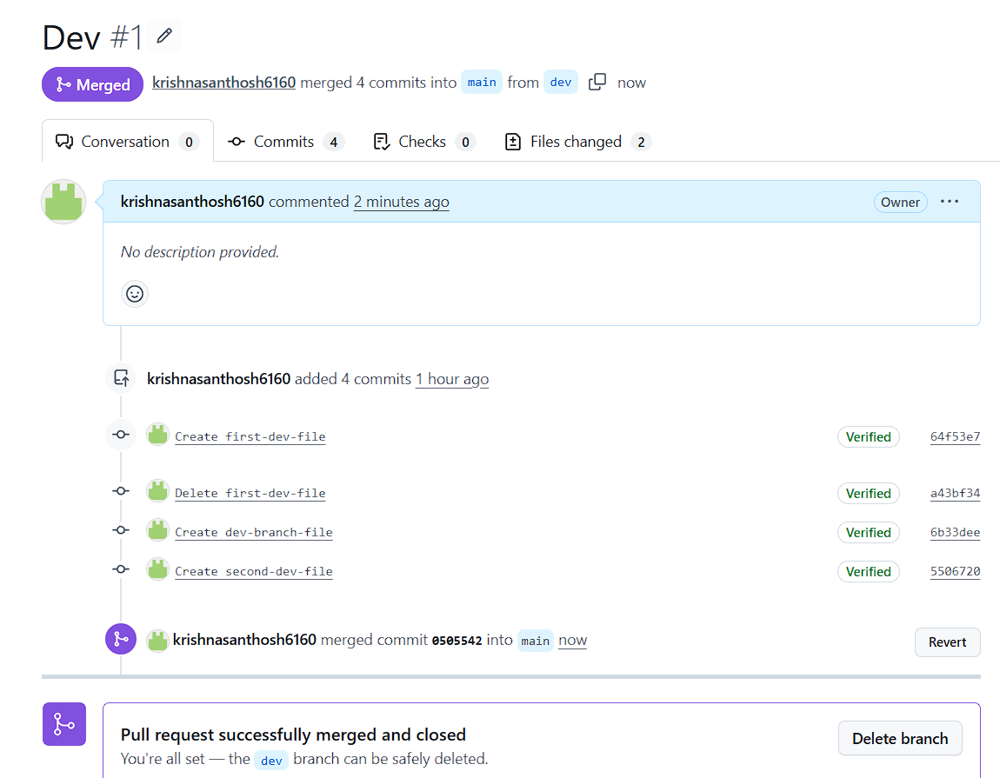 Dev #1
Merged krishnasanthosh6160 merged 4 commits into main from dev now
Conversation 0 Commits 4 Checks 0 Files changed 2
krishnasanthosh6160 commented 2 minutes ago Owner
No description provided.
krishnasanthosh6160 added 4 commits 1 hour ago
Create first-dev-file Verified 64f53e7
Delete first-dev-file Verified a43bf34
Create dev-branch-file Verified 6b33dee
Create second-dev-file Verified 5506720
krishnasanthosh6160 merged commit 0505542 into main now Revert
Pull request successfully merged and closed
You're all set — the dev branch can be safely deleted.
Delete branch